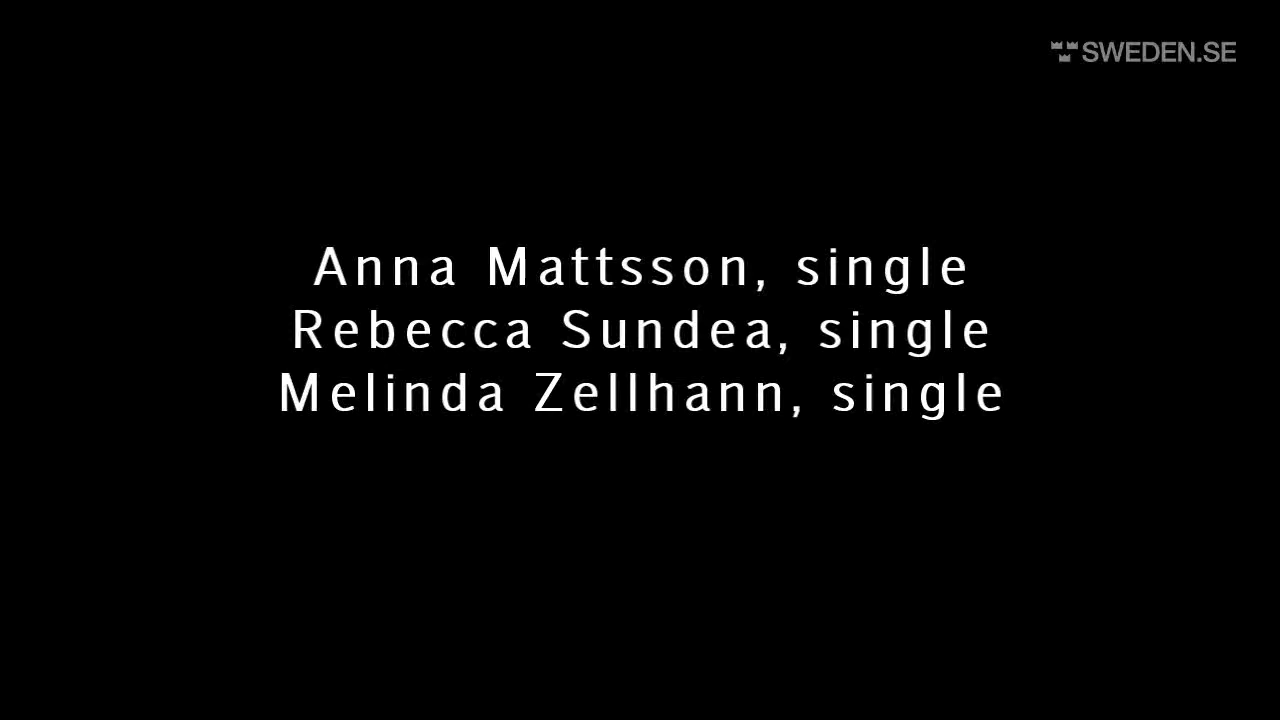 SWEDEN.SE
Anna Mattsson, single
Rebecca Sundea, single
Melinda Zellhann, single